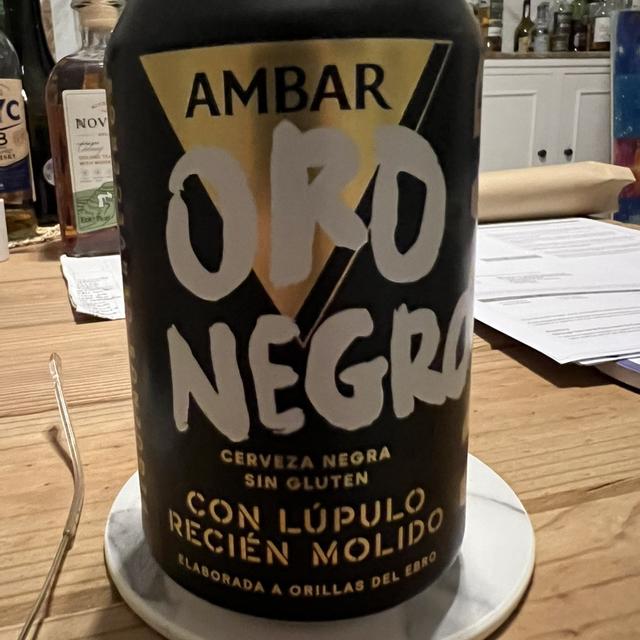 AMBAR
ORO
NEGRO
CERVEZA NEGRA
SIN GLUTEN
CON LÚPULO
RECIÉN MOLIDO
ELABORADA A ORILLAS DEL EBRO